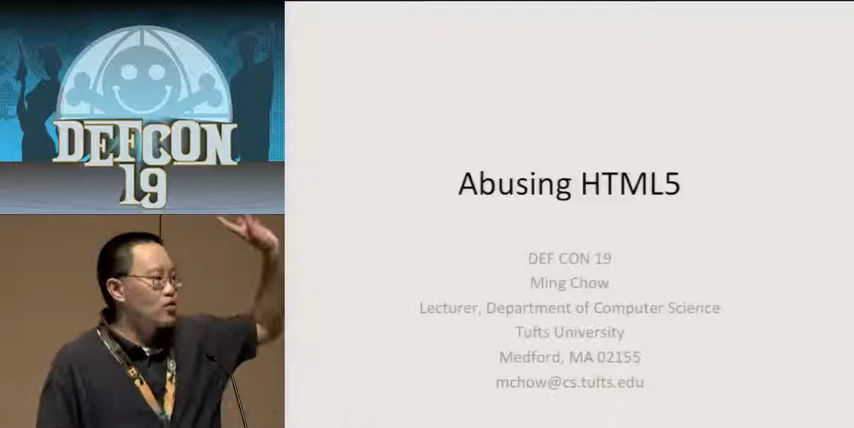 DEFCON
19
Abusing HTML5
DEF CON 19
Ming Chow
Lecturer, Department of Computer Science
Tufts University
Medford, MA 02155
mchow@cs.tufts.edu